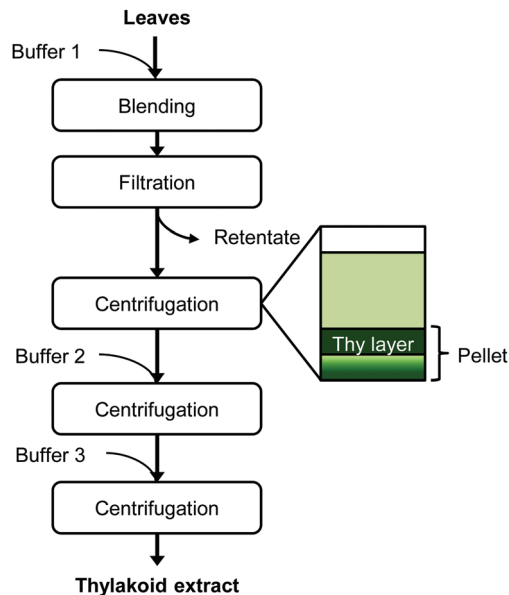 Leaves
Buffer 1
Blending
Filtration
Retentate
Centrifugation
Thy layer
Pellet
Buffer 2
Centrifugation
Buffer 3
Centrifugation
Thylakoid extract